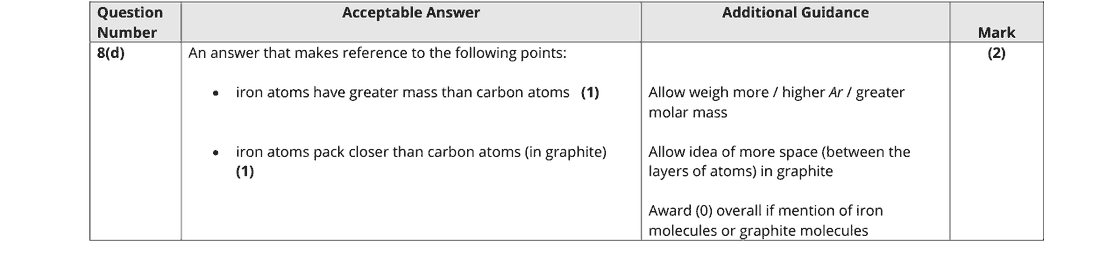 Question Number
Acceptable Answer
Additional Guidance
Mark
8(d)
An answer that makes reference to the following points:
(2)
• iron atoms have greater mass than carbon atoms (1)
Allow weigh more / higher Ar / greater
molar mass
• iron atoms pack closer than carbon atoms (in graphite)
(1)
Allow idea of more space (between the
layers of atoms) in graphite
Award (0) overall if mention of iron
molecules or graphite molecules